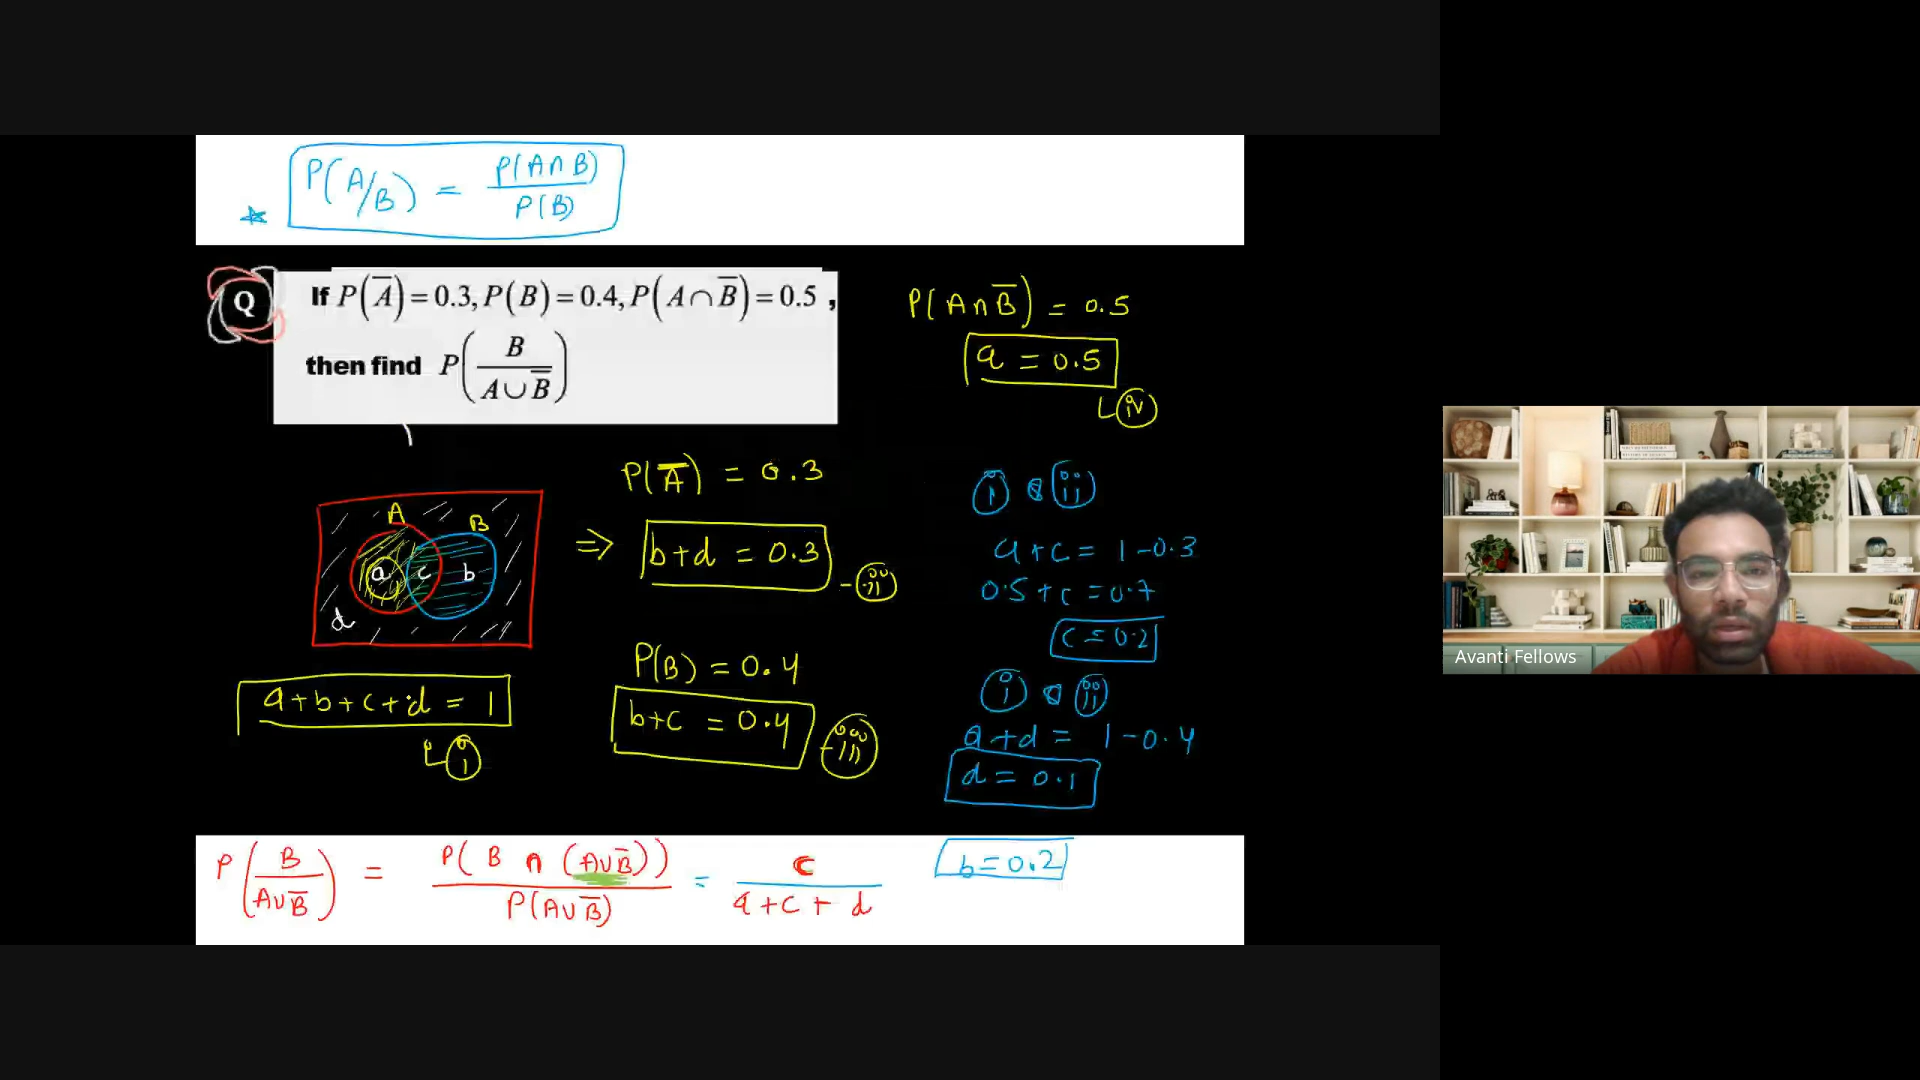 P(A/B) = P(A∩B) / P(B)
Q
If P(A̅) = 0.3, P(B) = 0.4, P(A∩B̅) = 0.5 ,
then find P(B / A∪B̅)
P(A∩B̅) = 0.5
a = 0.5
(iv)
P(A̅) = 0.3
⇒ b+d = 0.3 -(ii)
A B
a c b
d
a+b+c+d = 1
(i)
P(B) = 0.4
b+c = 0.4 -(iii)
(i) & (ii)
a+c = 1-0.3
0.5+c = 0.7
c = 0.2
(i) & (iii)
a+d = 1-0.4
d = 0.1
P(B / A∪B̅) = P(B ∩ (A∪B̅)) / P(A∪B̅) = c / a+c+d
b=0.2
Avanti Fellows